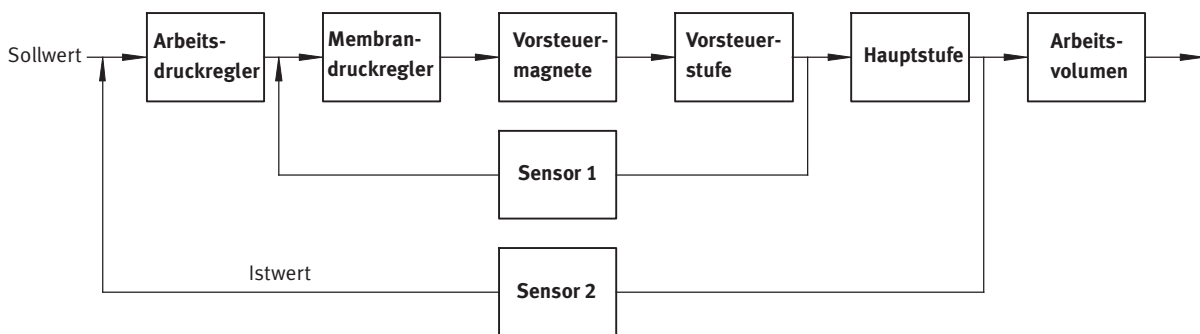 Sollwert
Arbeits-
druckregler
Membran-
druckregler
Vorsteuer-
magnete
Vorsteuer-
stufe
Hauptstufe
Arbeits-
volumen
Sensor 1
Istwert
Sensor 2